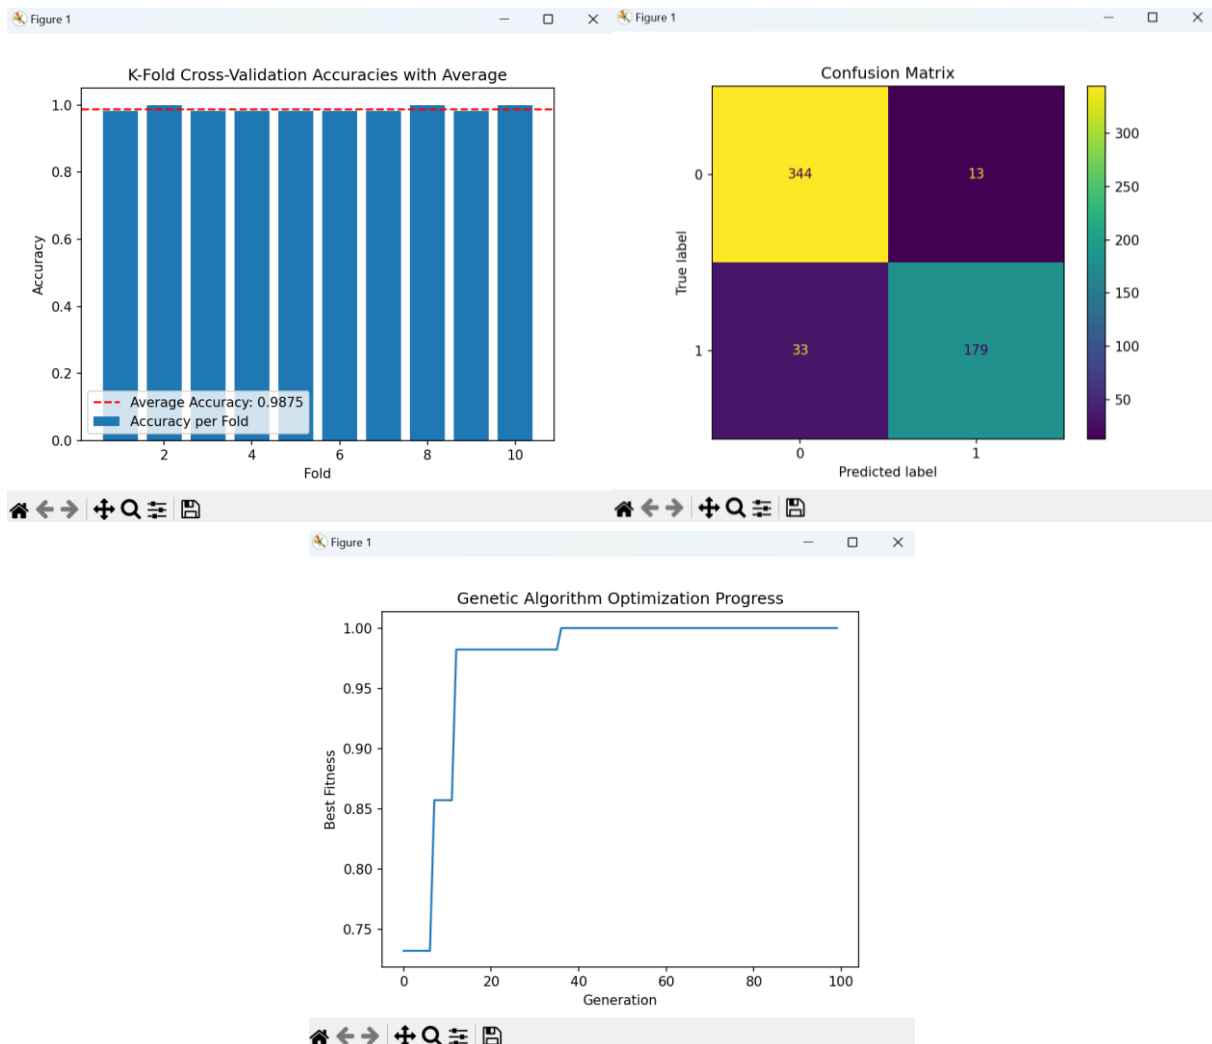 Figure 1
K-Fold Cross-Validation Accuracies with Average
1.0
0.8
0.6
0.4
0.2
0.0
Accuracy
Average Accuracy: 0.9875
Accuracy per Fold
2 4 6 8 10
Fold
Figure 1
Confusion Matrix
0
1
True label
344 13
33 179
0 1
Predicted label
300
250
200
150
100
50
Figure 1
Genetic Algorithm Optimization Progress
1.00
0.95
0.90
0.85
0.80
0.75
Best Fitness
0 20 40 60 80 100
Generation